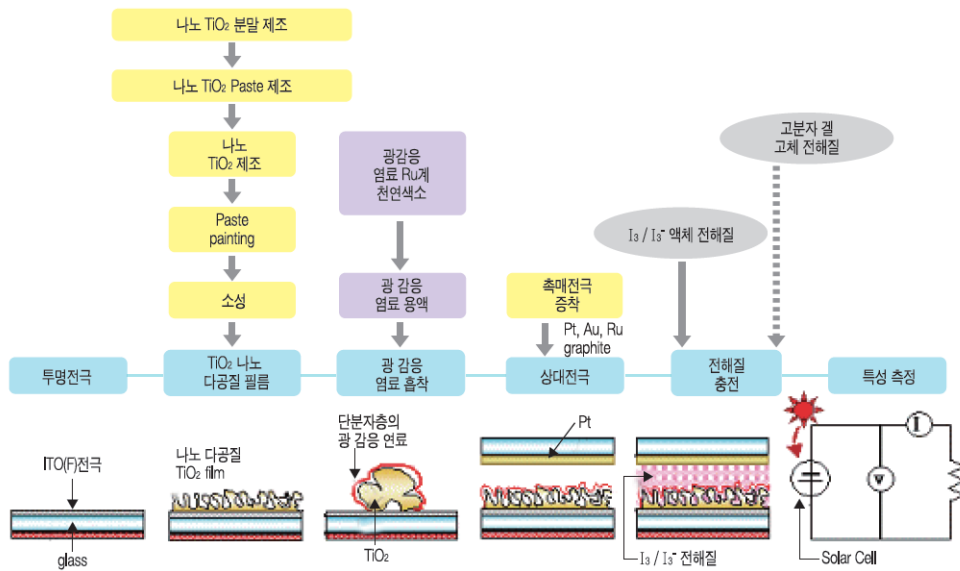 나노 TiO₂ 분말 제조
나노 TiO₂ Paste 제조
나노
TiO₂ 제조
Paste
painting
소성
광감응
염료 Ru계
천연색소
광 감응
염료 용액
촉매전극
증착
Pt, Au, Ru
graphite
I₃ / I₃⁻ 액체 전해질
고분자 겔
고체 전해질
투명전극
TiO₂ 나노
다공질 필름
광 감응
염료 흡착
상대전극
전해질
충전
특성 측정
ITO(F)전극
glass
나노 다공질
TiO₂ film
단분자층의
광 감응 연료
TiO₂
Pt
I₃ / I₃⁻ 전해질
I
V
Solar Cell